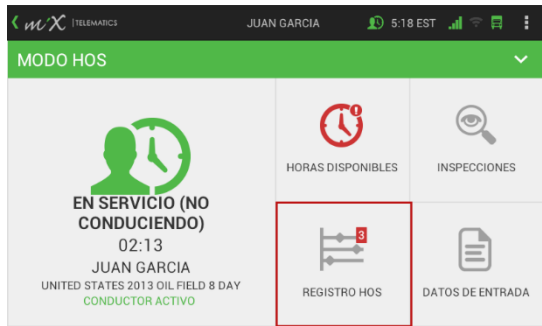 miX |TELEMATICS JUAN GARCIA 5:18 EST
MODO HOS
EN SERVICIO (NO
CONDUCIENDO)
02:13
JUAN GARCIA
UNITED STATES 2013 OIL FIELD 8 DAY
CONDUCTOR ACTIVO
HORAS DISPONIBLES
INSPECCIONES
3
REGISTRO HOS
DATOS DE ENTRADA